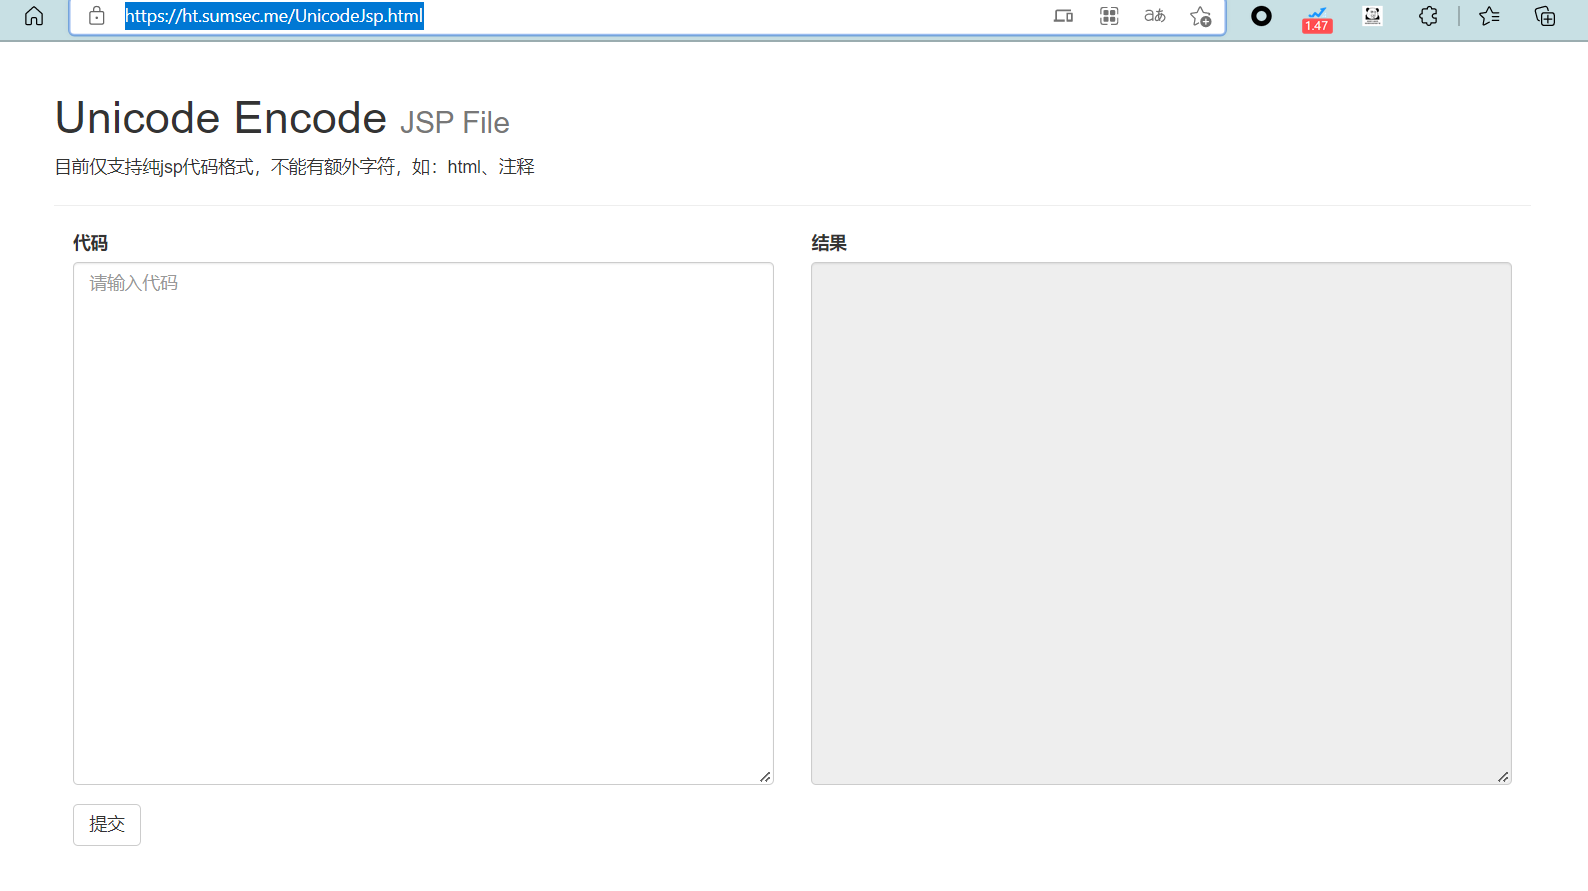 https://ht.sumsec.me/UnicodeJsp.html
aあ
1.47
Unicode Encode JSP File
目前仅支持纯jsp代码格式，不能有额外字符，如：html、注释
代码
结果
请输入代码
提交